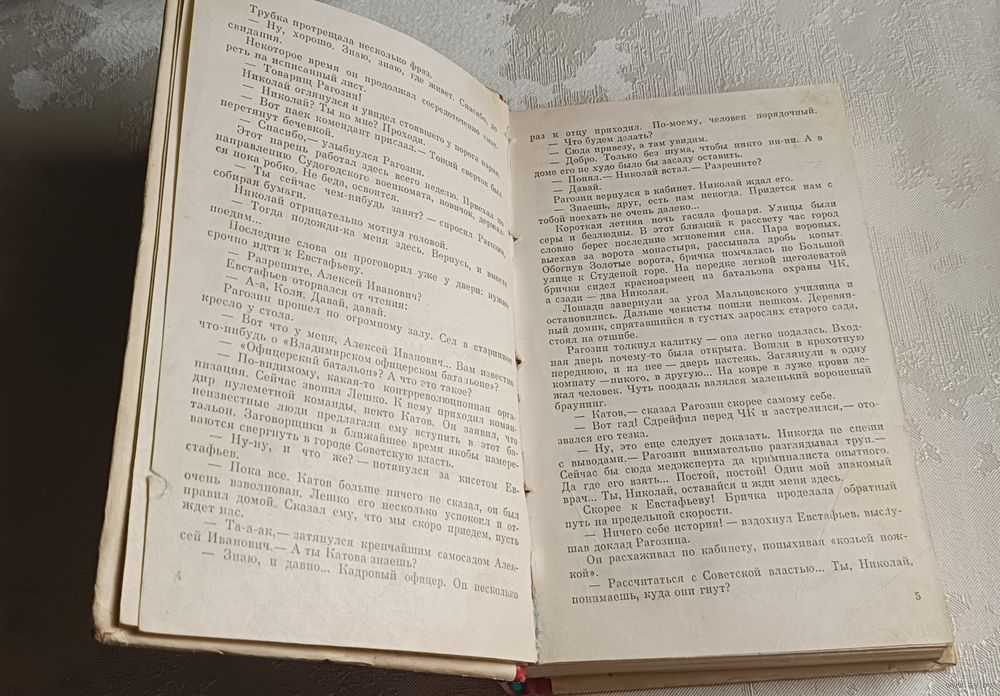 Трубка протрещала несколько фраз.
— Ну, хорошо. Знаю, знаю, где живет. Спасибо, до
свидания.
Некоторое время он продолжал сосредоточенно смот-
реть на исписанный лист.
— Товарищ Рагозин!
Николай оглянулся и увидел стоявшего у порога парня.
— Николай? Ты ко мне? Проходи.
— Вот паек комендант прислал.— Тощий сверток был
перетянут бечевкой.
— Спасибо,— улыбнулся Рагозин.
Этот парень работал здесь всего неделю. Приехал по
направлению Судогодского военкомата, новичок, держал-
ся пока робко. Не беда, освоится.
— Ты сейчас чем-нибудь занят? — спросил Рагозин,
собирая бумаги.
Николай отрицательно мотнул головой.
— Тогда подожди-ка меня здесь. Вернусь, и вместе
поедим...
Последние слова он проговорил уже у двери: нужно
срочно идти к Евстафьеву.
— Разрешите, Алексей Иванович?
Евстафьев оторвался от чтения:
— А-а, Коля. Давай, давай.
Рагозин прошел по огромному залу. Сел в старинное
кресло у стола.
— Вот что у меня, Алексей Иванович... Вам известно
что-нибудь о «Владимирском офицерском батальоне»?
— «Офицерский батальон»? А что это такое?
— По-видимому, какая-то контрреволюционная орга-
низация. Сейчас звонил Лешко. К нему приходил коман-
дир пулеметной команды, некто Катов. Он заявил, что
неизвестные люди предлагали ему вступить в этот ба-
тальон. Заговорщики в ближайшее время якобы намере-
ваются свергнуть в городе Советскую власть.
— Ну-ну, и что же? — потянулся за кисетом Ев-
стафьев.
— Пока все. Катов больше ничего не сказал, он был
очень взволнован. Лешко его несколько успокоил и от-
правил домой. Сказал ему, что мы скоро приедем, пусть
ждет нас.
— Та-а-ак,— затянулся крепчайшим самосадом Алек-
сей Иванович.— А ты Катова знаешь?
— Знаю, и давно... Кадровый офицер. Он несколько
4
раз к отцу приходил. По-моему, человек порядочный.
— Что будем делать?
— Сюда привезу, а там увидим.
— Добро. Только без шума, чтобы никто ни-ни. А в
доме его не худо было бы засаду оставить.
— Понял.— Николай встал.— Разрешите?
— Давай.
Рагозин вернулся в кабинет. Николай ждал его.
— Знаешь, друг, есть нам некогда. Придется нам с
тобой поехать не очень далеко...
Короткая летняя ночь гасила фонари. Улицы были
серы и безлюдны. В этот близкий к рассвету час город
словно берег последние мгновения сна. Пара вороных,
выехав за ворота монастыря, рассыпала дробь копыт.
Обогнув Золотые ворота, бричка помчалась по Большой
улице к Студеной горе. На передке легкой щеголеватой
брички сидел красноармеец из батальона охраны ЧК,
а сзади — два Николая.
Лошади завернули за угол Мальцовского училища и
остановились. Дальше чекисты пошли пешком. Деревян-
ный домик, спрятавшийся в густых зарослях старого сада,
стоял на отшибе.
Рагозин толкнул калитку — она легко подалась. Вход-
ная дверь почему-то была открыта. Вошли в крохотную
переднюю, и из нее — дверь настежь. Заглянули в одну
комнату —никого, в другую... На ковре в луже крови ле-
жал человек. Чуть поодаль валялся маленький вороненый
браунинг.
— Катов,— сказал Рагозин скорее самому себе.
— Вот гад! Сдрейфил перед ЧК и застрелился,— ото-
звался его тезка.
— Ну, это еще следует доказать. Никогда не спеши
с выводами.— Рагозин внимательно разглядывал труп.—
Сейчас бы сюда медэксперта да криминалиста опытного.
Да где его взять... Постой, постой! Один мой знакомый
врач... Ты, Николай, оставайся и жди меня здесь.
Скорее к Евстафьеву! Бричка проделала обратный
путь на предельной скорости.
— Ничего себе история! — вздохнул Евстафьев, выслу-
шав доклад Рагозина.
Он расхаживал по кабинету, попыхивая «козьей нож-
кой».
— Рассчитаться с Советской властью... Ты, Николай,
понимаешь, куда они гнут?
5